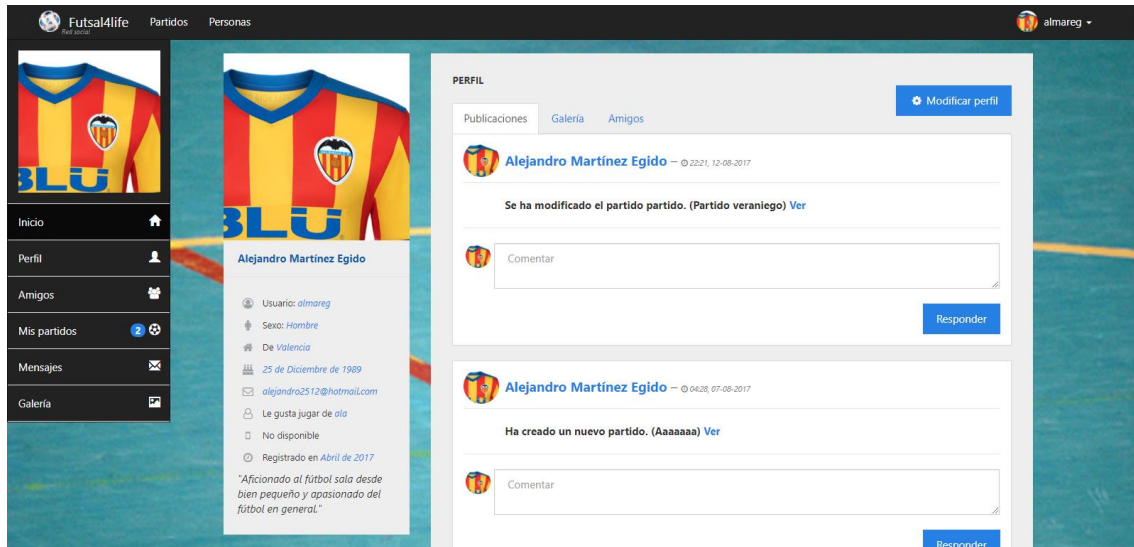 Futsal4life
Red social
Partidos
Personas
almareg
BLU
Inicio
Perfil
Amigos
Mis partidos 2
Mensajes
Galería
BLU
Alejandro Martínez Egido
Usuario: almareg
Sexo: Hombre
De Valencia
25 de Diciembre de 1989
alejandro2512@hotmail.com
Le gusta jugar de ala
No disponible
Registrado en Abril de 2017
"Aficionado al fútbol sala desde
bien pequeño y apasionado del
fútbol en general."
PERFIL
Modificar perfil
Publicaciones Galería Amigos
Alejandro Martínez Egido – 22:21, 12-08-2017
Se ha modificado el partido partido. (Partido veraniego) Ver
Comentar
Responder
Alejandro Martínez Egido – 04:28, 07-08-2017
Ha creado un nuevo partido. (Aaaaaaa) Ver
Comentar
Responder